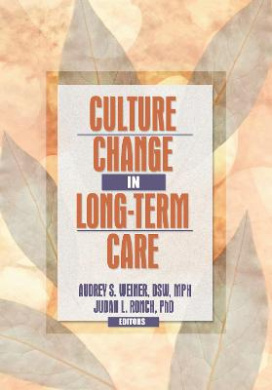 CULTURE
CHANGE
IN
LONG-TERM
CARE
AUDREY S. WEINER, DSW, MPH
JUDAH L. RONCH, PhD
EDITORS